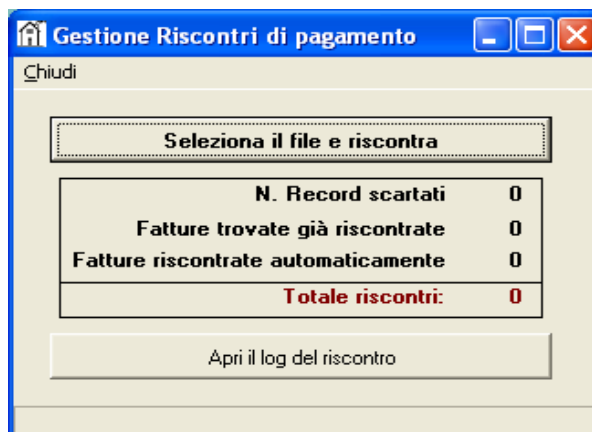 Gestione Riscontri di pagamento
Chiudi
Seleziona il file e riscontra
N. Record scartati 0
Fatture trovate già riscontrate 0
Fatture riscontrate automaticamente 0
Totale riscontri: 0
Apri il log del riscontro